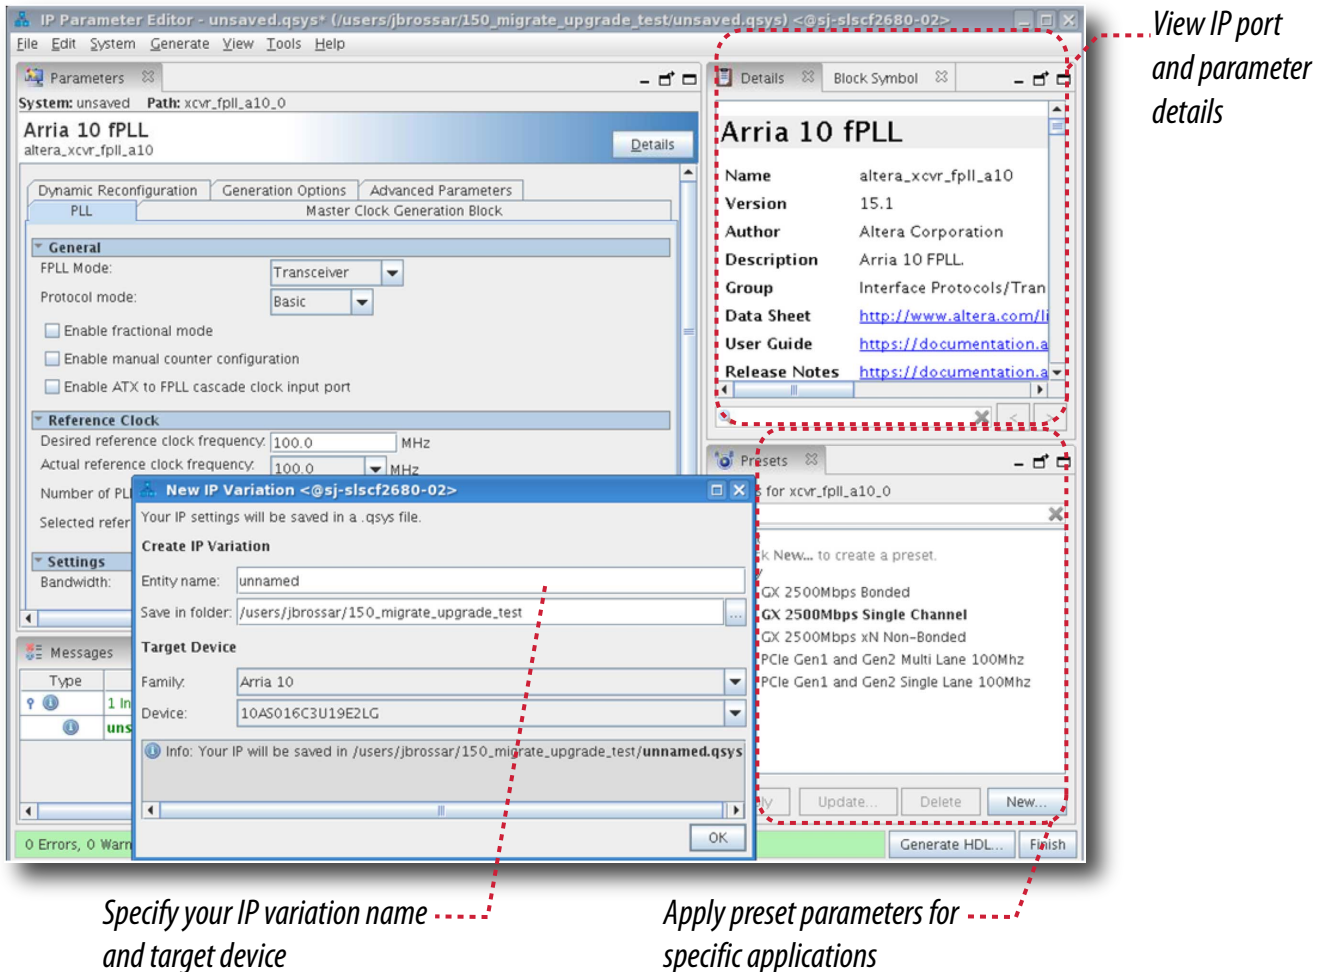 IP Parameter Editor - unsaved.qsys* (/users/jbrossar/150_migrate_upgrade_test/unsaved.qsys) <@sj-slscf2680-02>
File Edit System Generate View Tools Help
Parameters
System: unsaved Path: xcvr_fpll_a10_0
Arria 10 fPLL
altera_xcvr_fpll_a10
Details
Dynamic Reconfiguration Generation Options Advanced Parameters
PLL Master Clock Generation Block
General
FPLL Mode: Transceiver
Protocol mode: Basic
Enable fractional mode
Enable manual counter configuration
Enable ATX to FPLL cascade clock input port
Reference Clock
Desired reference clock frequency: 100.0 MHz
Actual reference clock frequency: 100.0 MHz
Number of PL
Selected refer
Settings
Bandwidth:
Messages
Type
1 In
uns
0 Errors, 0 Warn
Details Block Symbol
Arria 10 fPLL
Name altera_xcvr_fpll_a10
Version 15.1
Author Altera Corporation
Description Arria 10 FPLL.
Group Interface Protocols/Tran
Data Sheet http://www.altera.com/li
User Guide https://documentation.a
Release Notes https://documentation.a
< >
Presets
for xcvr_fpll_a10_0
k New... to create a preset.
y
GX 2500Mbps Bonded
GX 2500Mbps Single Channel
GX 2500Mbps xN Non-Bonded
PCIe Gen1 and Gen2 Multi Lane 100Mhz
PCIe Gen1 and Gen2 Single Lane 100Mhz
ly Update... Delete New...
Generate HDL... Finish
New IP Variation <@sj-slscf2680-02>
Your IP settings will be saved in a .qsys file.
Create IP Variation
Entity name: unnamed
Save in folder: /users/jbrossar/150_migrate_upgrade_test ...
Target Device
Family: Arria 10
Device: 10AS016C3U19E2LG
Info: Your IP will be saved in /users/jbrossar/150_migrate_upgrade_test/unnamed.qsys
OK
View IP port
and parameter
details
Specify your IP variation name
and target device
Apply preset parameters for
specific applications